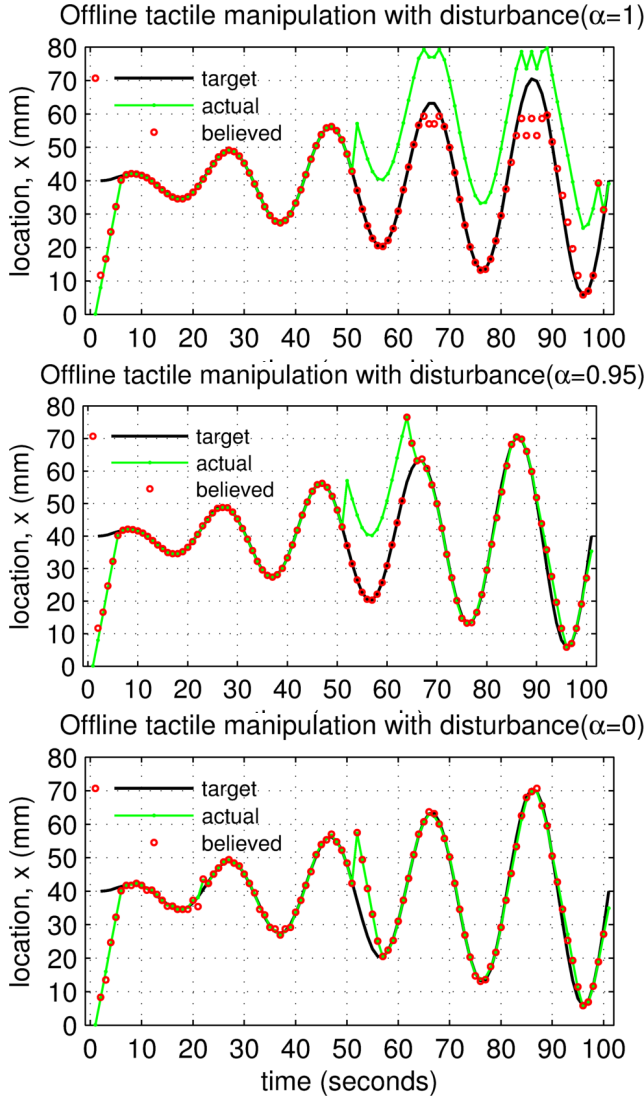 Offline tactile manipulation with disturbance(α=1)
80
70
60
50
40
30
20
10
0
location, x (mm)
target
actual
believed
0 10 20 30 40 50 60 70 80 90 100
Offline tactile manipulation with disturbance(α=0.95)
80
70
60
50
40
30
20
10
0
location, x (mm)
target
actual
believed
0 10 20 30 40 50 60 70 80 90 100
Offline tactile manipulation with disturbance(α=0)
80
70
60
50
40
30
20
10
0
location, x (mm)
target
actual
believed
0 10 20 30 40 50 60 70 80 90 100
time (seconds)